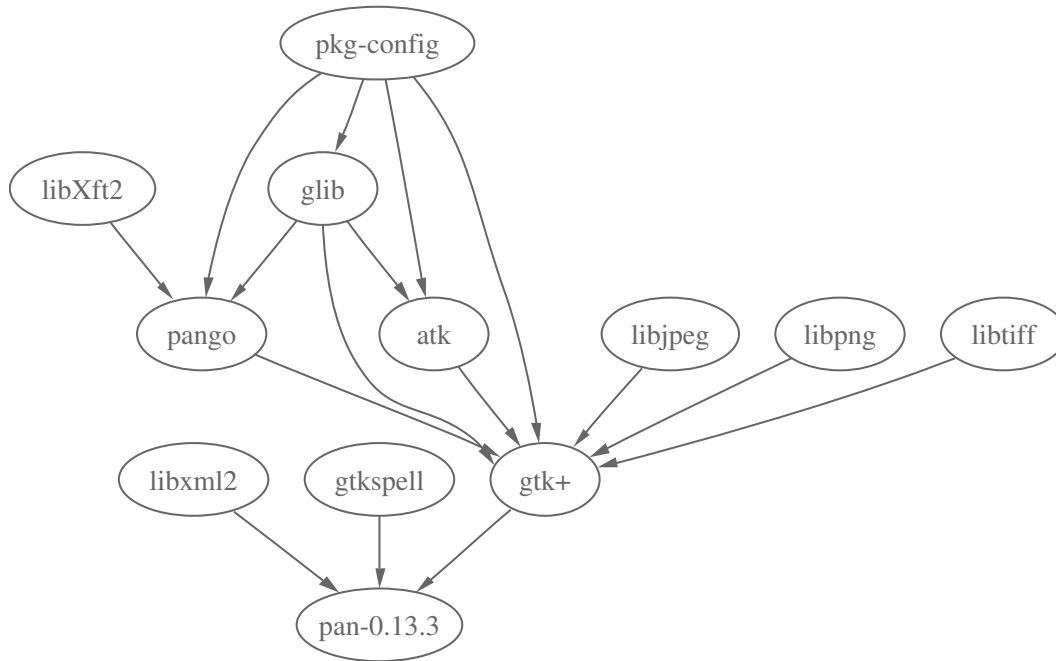 pkg-config
libXft2
glib
pango
atk
libjpeg
libpng
libtiff
libxml2
gtkspell
gtk+
pan-0.13.3